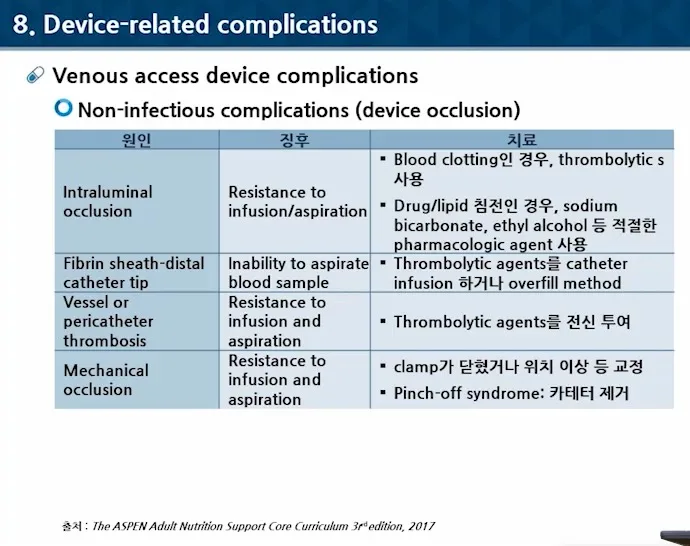 8. Device-related complications
Venous access device complications
Non-infectious complications (device occlusion)
원인 징후 치료
Intraluminal
occlusion
Resistance to
infusion/aspiration
▪ Blood clotting인 경우, thrombolytic s
사용
▪ Drug/lipid 침전인 경우, sodium
bicarbonate, ethyl alcohol 등 적절한
pharmacologic agent 사용
Fibrin sheath-distal
catheter tip
Inability to aspirate
blood sample
▪ Thrombolytic agents를 catheter
infusion 하거나 overfill method
Vessel or
pericatheter
thrombosis
Resistance to
infusion and
aspiration
▪ Thrombolytic agents를 전신 투여
Mechanical
occlusion
Resistance to
infusion and
aspiration
▪ clamp가 닫혔거나 위치 이상 등 교정
▪ Pinch-off syndrome: 카테터 제거
출처 : The ASPEN Adult Nutrition Support Core Curriculum 3rd edition, 2017